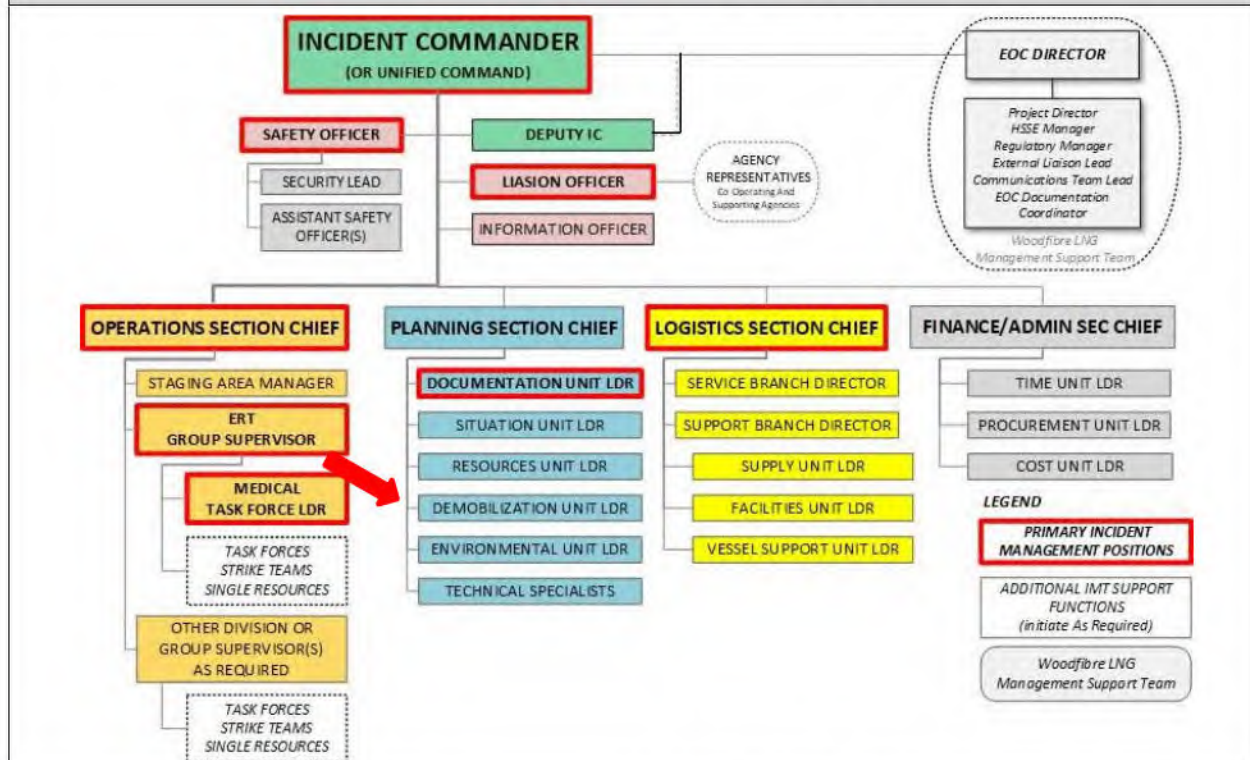 INCIDENT COMMANDER
(OR UNIFIED COMMAND)
EOC DIRECTOR
Project Director
HSSE Manager
Regulatory Manager
External Liaison Lead
Communications Team Lead
EOC Documentation
Coordinator
Woodfibre LNG
Management Support Team
SAFETY OFFICER
SECURITY LEAD
ASSISTANT SAFETY
OFFICER(S)
DEPUTY IC
LIASION OFFICER
INFORMATION OFFICER
AGENCY
REPRESENTATIVES
Co Operating And
Supporting Agencies
OPERATIONS SECTION CHIEF
STAGING AREA MANAGER
ERT
GROUP SUPERVISOR
MEDICAL
TASK FORCE LDR
TASK FORCES
STRIKE TEAMS
SINGLE RESOURCES
OTHER DIVISION OR
GROUP SUPERVISOR(S)
AS REQUIRED
TASK FORCES
STRIKE TEAMS
SINGLE RESOURCES
PLANNING SECTION CHIEF
DOCUMENTATION UNIT LDR
SITUATION UNIT LDR
RESOURCES UNIT LDR
DEMOBILIZATION UNIT LDR
ENVIRONMENTAL UNIT LDR
TECHNICAL SPECIALISTS
LOGISTICS SECTION CHIEF
SERVICE BRANCH DIRECTOR
SUPPORT BRANCH DIRECTOR
SUPPLY UNIT LDR
FACILITIES UNIT LDR
VESSEL SUPPORT UNIT LDR
FINANCE/ADMIN SEC CHIEF
TIME UNIT LDR
PROCUREMENT UNIT LDR
COST UNIT LDR
LEGEND
PRIMARY INCIDENT
MANAGEMENT POSITIONS
ADDITIONAL IMT SUPPORT
FUNCTIONS
(initiate As Required)
Woodfibre LNG
Management Support Team